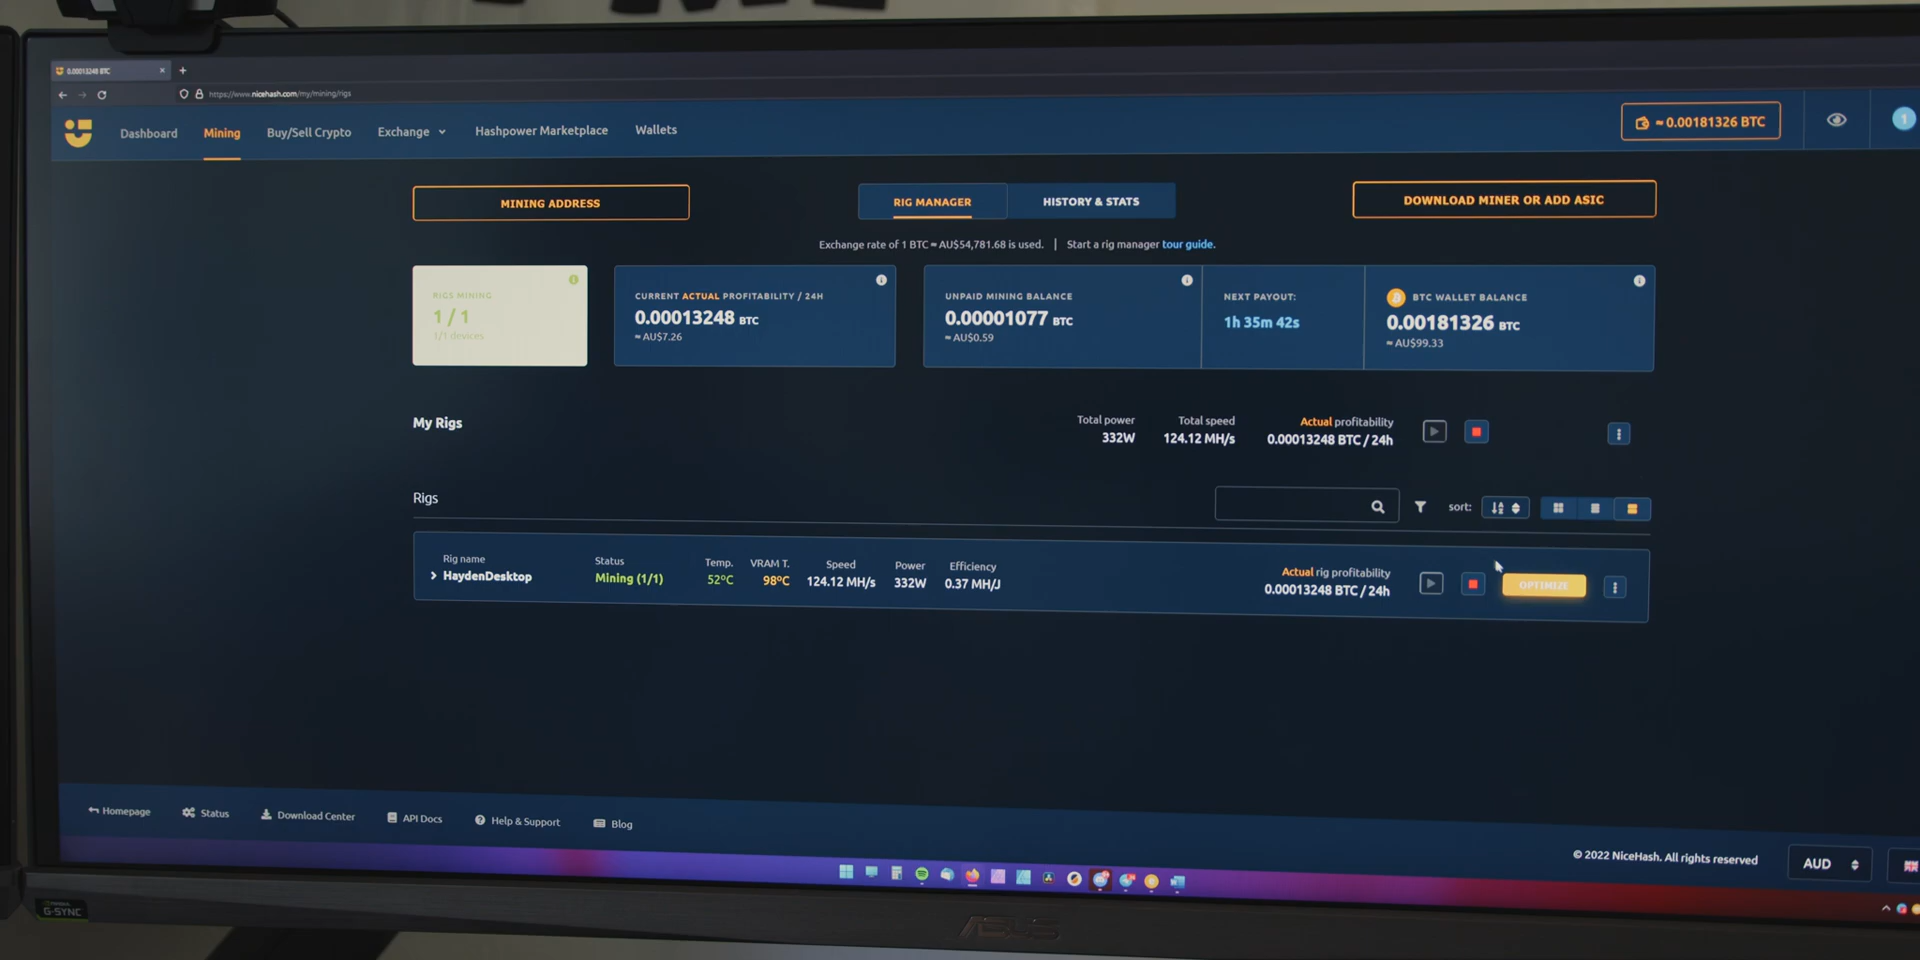 0.00013248 BTC
https://www.nicehash.com/my/mining/rigs
Dashboard
Mining
Buy/Sell Crypto
Exchange
Hashpower Marketplace
Wallets
≈ 0.00181326 BTC
1
MINING ADDRESS
RIG MANAGER
HISTORY & STATS
DOWNLOAD MINER OR ADD ASIC
Exchange rate of 1 BTC ≈ AU$54,781.68 is used. | Start a rig manager tour guide.
RIGS MINING
1 / 1
1/1 devices
CURRENT ACTUAL PROFITABILITY / 24H
0.00013248 BTC
≈ AU$7.26
UNPAID MINING BALANCE
0.00001077 BTC
≈ AU$0.59
NEXT PAYOUT:
1h 35m 42s
BTC WALLET BALANCE
0.00181326 BTC
≈ AU$99.33
My Rigs
Total power
332W
Total speed
124.12 MH/s
Actual profitability
0.00013248 BTC / 24h
Rigs
sort:
Rig name
HaydenDesktop
Status
Mining (1/1)
Temp.
52ºC
VRAM T.
98ºC
Speed
124.12 MH/s
Power
332W
Efficiency
0.37 MH/J
Actual rig profitability
0.00013248 BTC / 24h
OPTIMIZE
Homepage
Status
Download Center
API Docs
Help & Support
Blog
© 2022 NiceHash. All rights reserved
AUD
NVIDIA
G-SYNC
ASUS